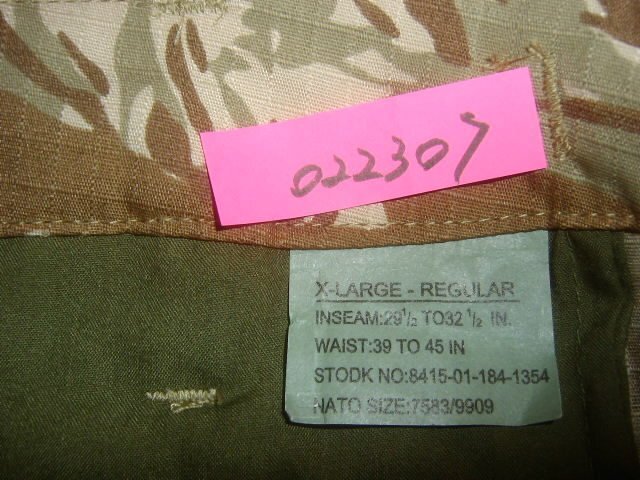 022307
X-LARGE - REGULAR
INSEAM:29 1/2 TO32 1/2 IN.
WAIST:39 TO 45 IN
STODK NO:8415-01-184-1354
NATO SIZE:7583/9909